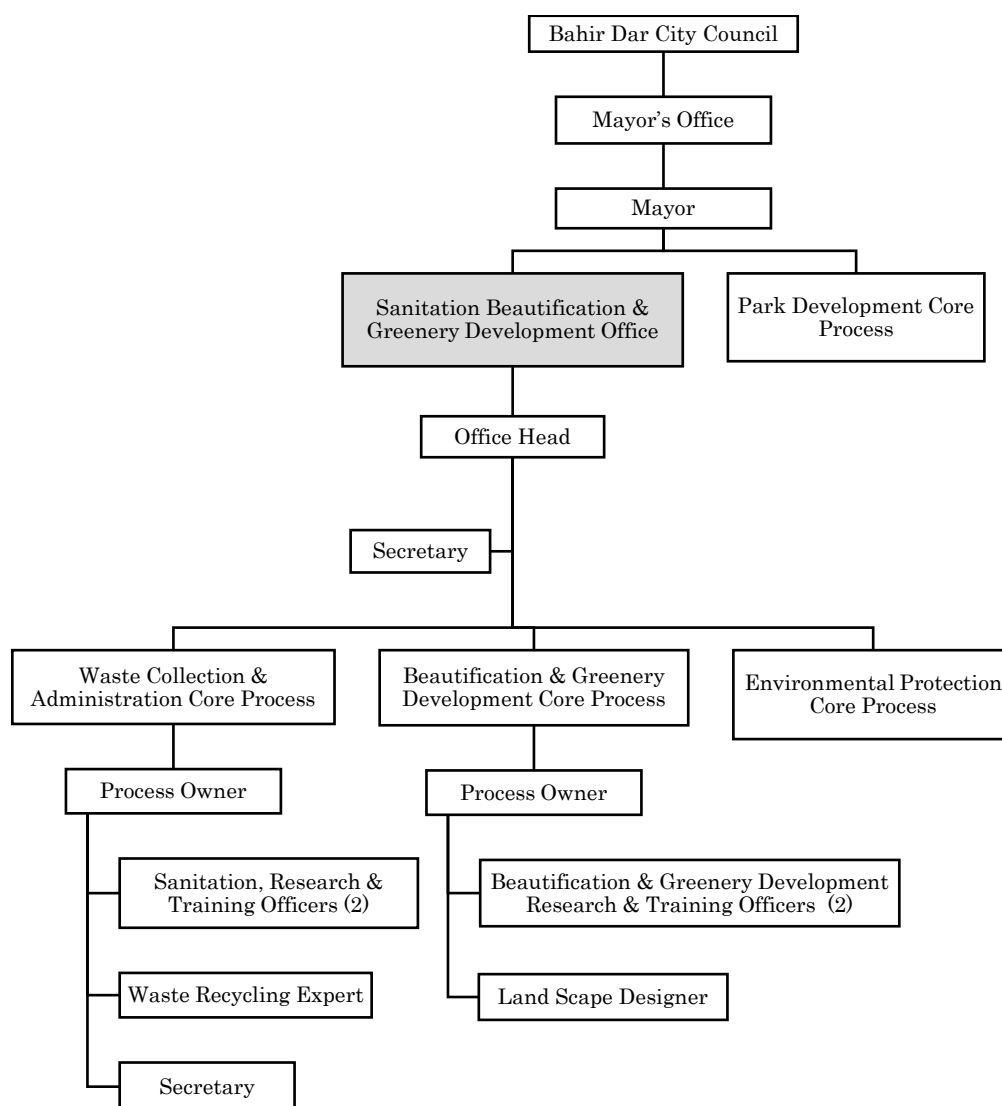 Bahir Dar City Council
Mayor’s Office
Mayor
Sanitation Beautification &
Greenery Development Office
Park Development Core
Process
Office Head
Secretary
Waste Collection &
Administration Core Process
Beautification & Greenery
Development Core Process
Environmental Protection
Core Process
Process Owner
Process Owner
Sanitation, Research &
Training Officers (2)
Beautification & Greenery Development
Research & Training Officers (2)
Waste Recycling Expert
Land Scape Designer
Secretary